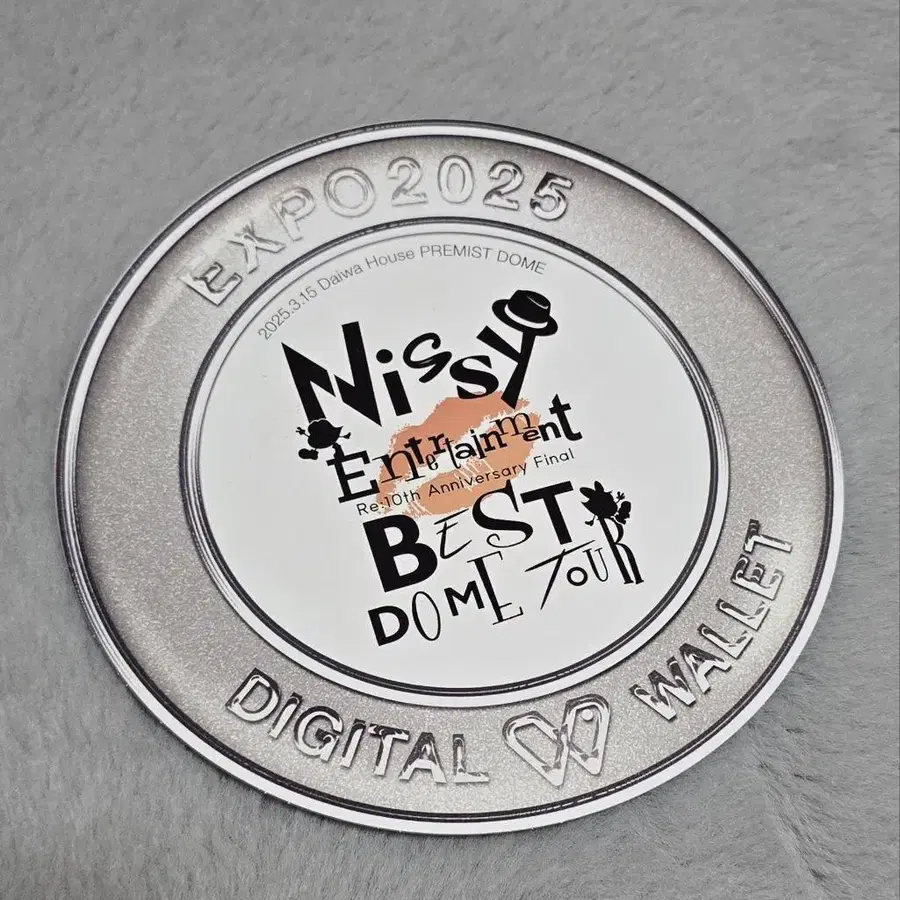 EXPO2025
2025.3.15 Daiwa House PREMIST DOME
Nissy
Entertainment
Re:10th Anniversary Final
BEST
DOME TOUR
DIGITAL WALLET